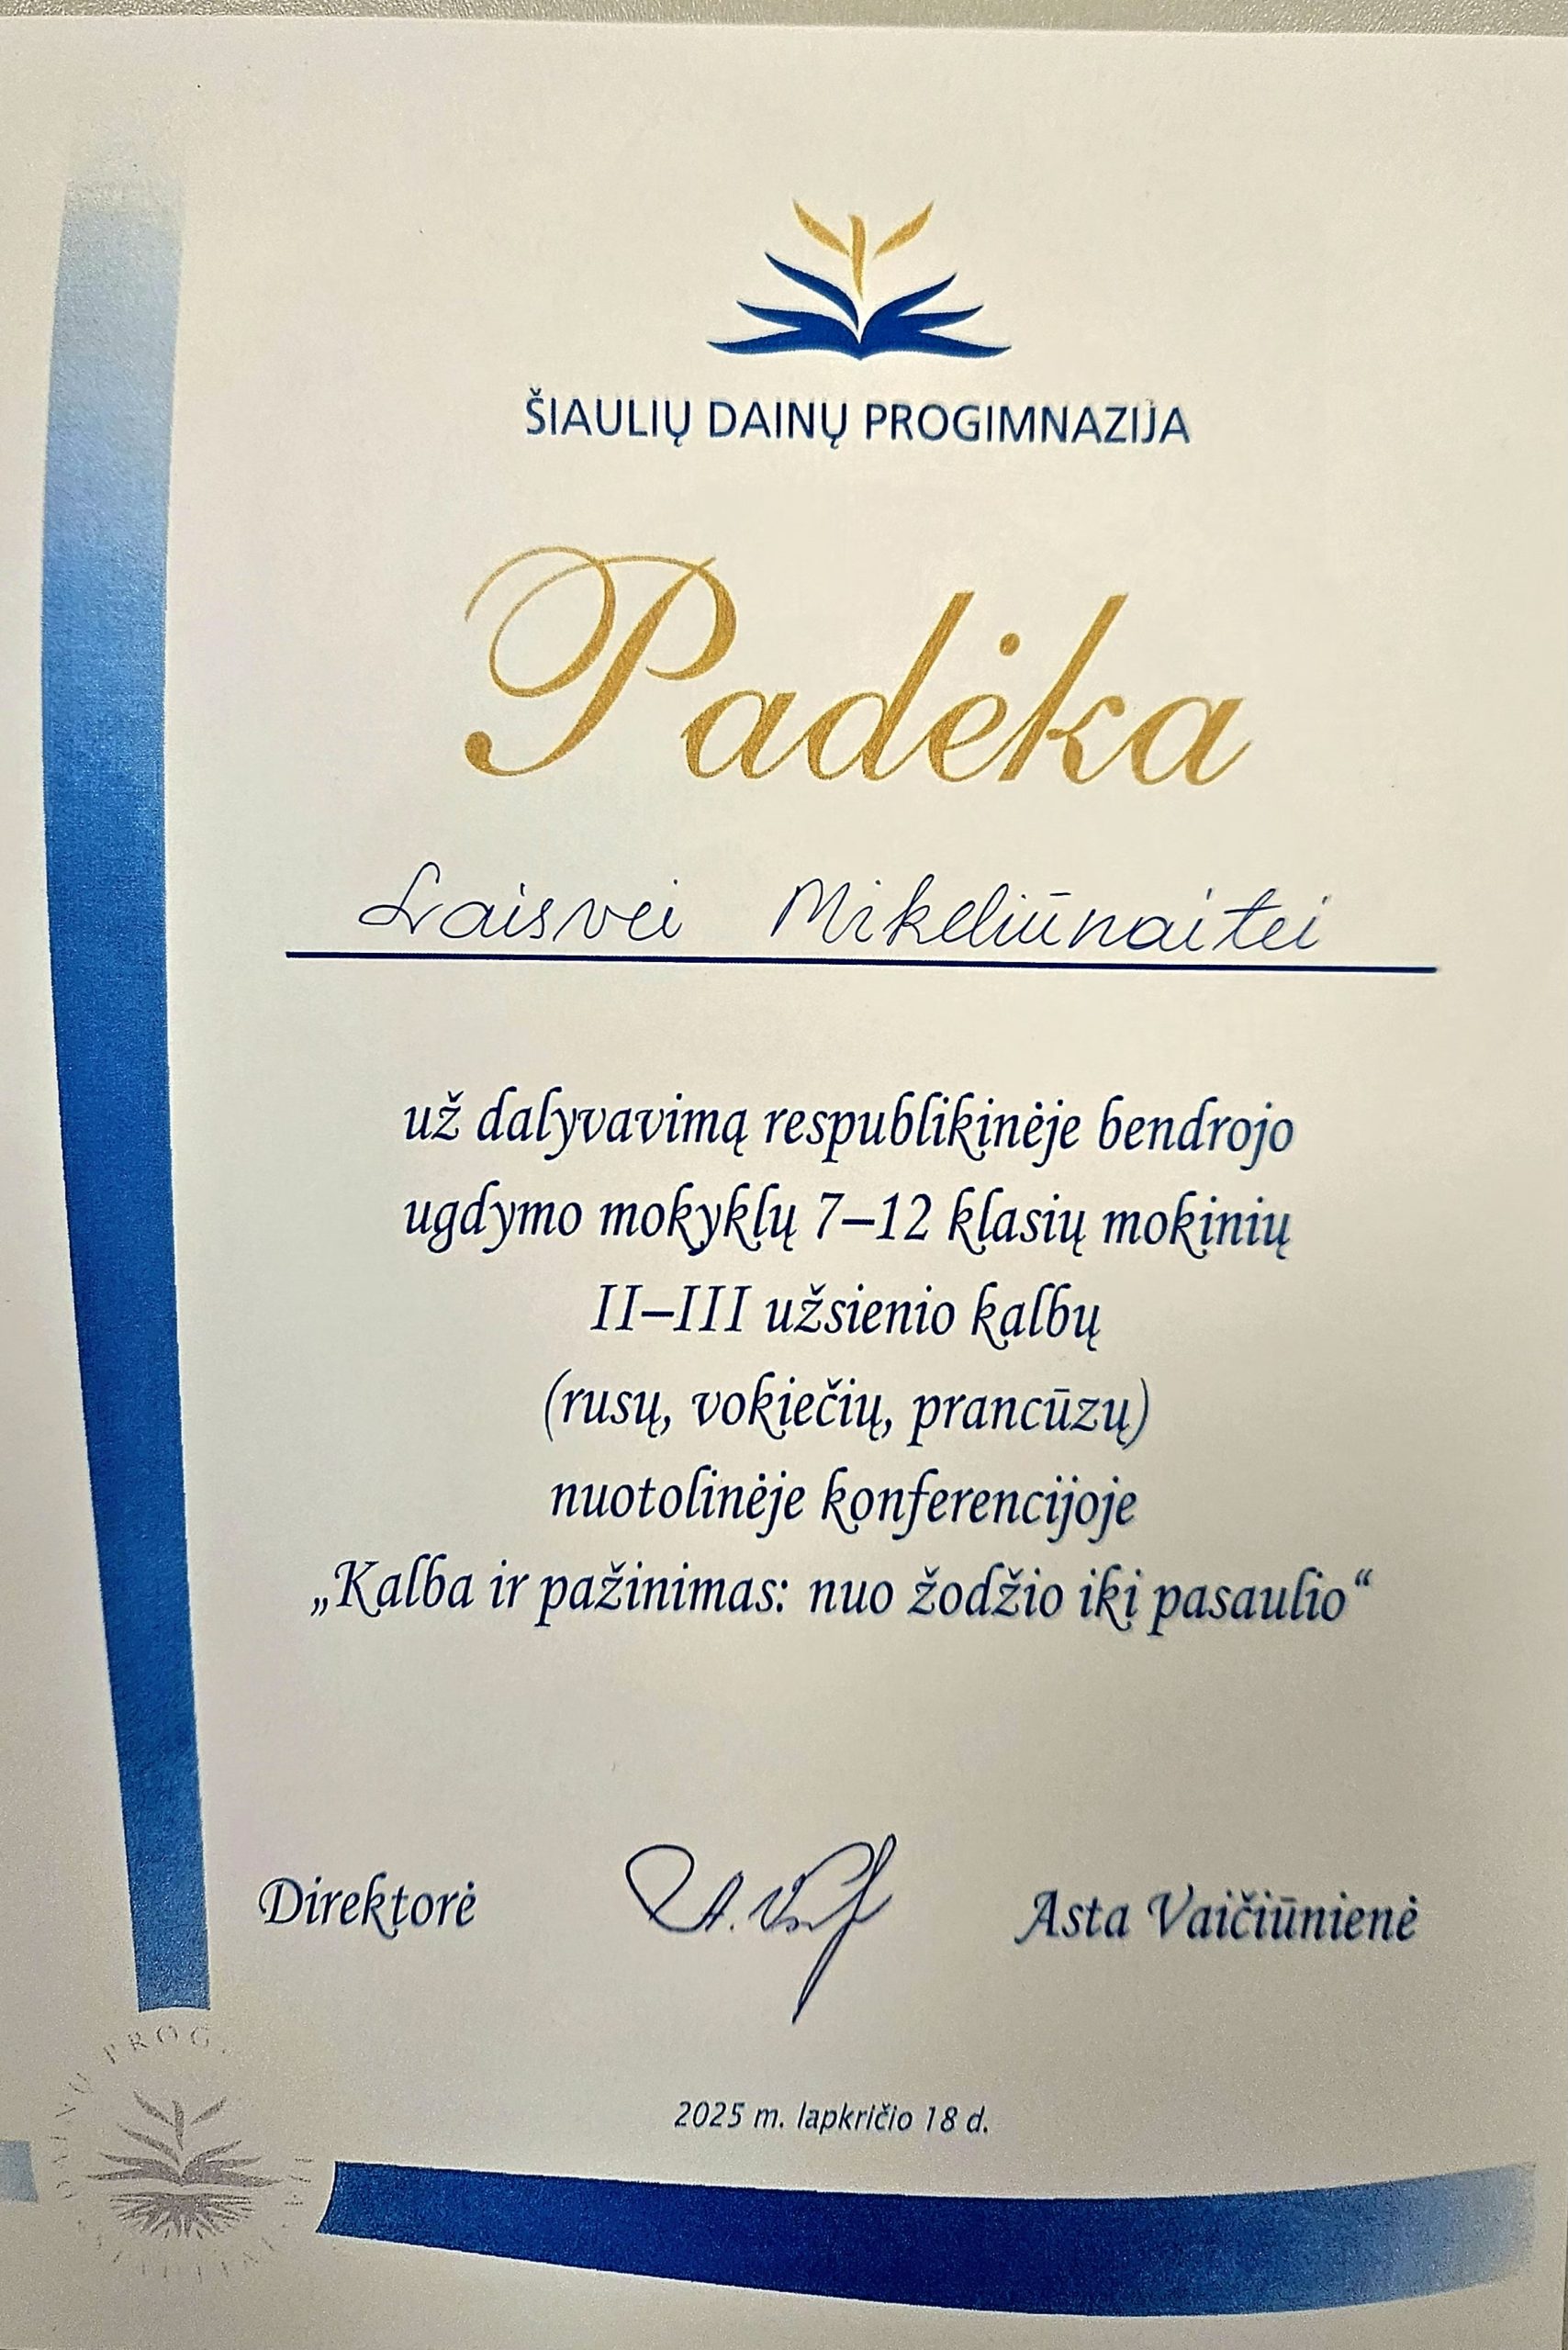 ŠIAULIŲ DAINŲ PROGIMNAZIJA
Padėka
Laisvei Mikeliūnaitei
už dalyvavimą respublikinėje bendrojo
ugdymo mokyklų 7–12 klasių mokinių
II–III užsienio kalbų
(rusų, vokiečių, prancūzų)
nuotolinėje konferencijoje
„Kalba ir pažinimas: nuo žodžio iki pasaulio“
Direktorė Asta Vaičiūnienė
2025 m. lapkričio 18 d.